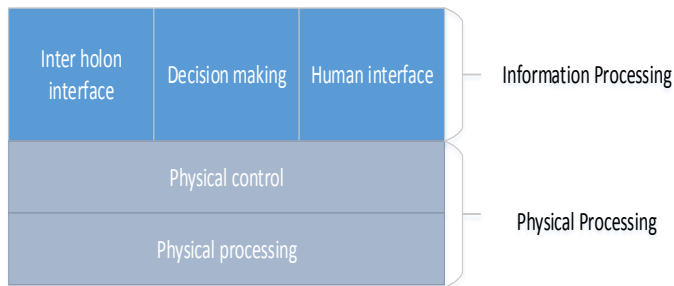 Inter holon
interface
Decision making
Human interface
Information Processing
Physical control
Physical processing
Physical Processing